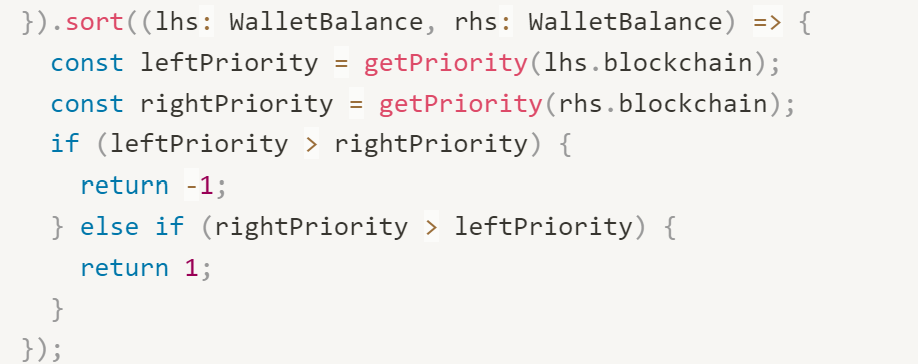 }).sort((lhs: WalletBalance, rhs: WalletBalance) => {
  const leftPriority = getPriority(lhs.blockchain);
  const rightPriority = getPriority(rhs.blockchain);
  if (leftPriority > rightPriority) {
    return -1;
  } else if (rightPriority > leftPriority) {
    return 1;
  }
});